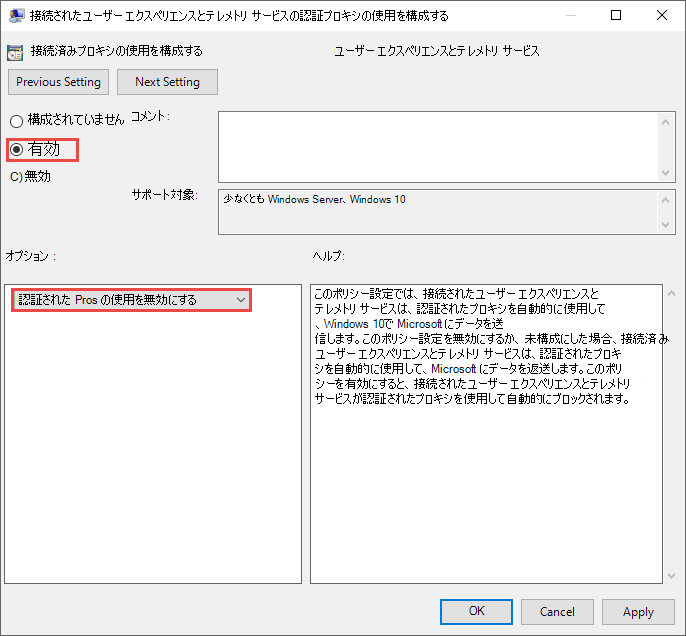 接続されたユーザー エクスペリエンスとテレメトリ サービスの認証プロキシの使用を構成する
接続済みプロキシの使用を構成する
ユーザー エクスペリエンスとテレメトリ サービス
Previous Setting
Next Setting
構成されていません
コメント:
有効
C)無効
サポート対象:
少なくとも Windows Server、Windows 10
オプション :
ヘルプ:
認証された Pros の使用を無効にする
このポリシー設定では、接続されたユーザー エクスペリエンスと
テレメトリ サービスは、認証されたプロキシを自動的に使用して
、Windows 10で Microsoft にデータを送
信します。このポリシー設定を無効にするか、未構成にした場合、接続済み
ユーザー エクスペリエンスとテレメトリ サービスは、認証されたプロキ
シを自動的に使用して、Microsoft にデータを返送します。このポリ
シーを有効にすると、接続されたユーザー エクスペリエンスとテレメトリ
サービスが認証されたプロキシを使用して自動的にブロックされます。
OK
Cancel
Apply